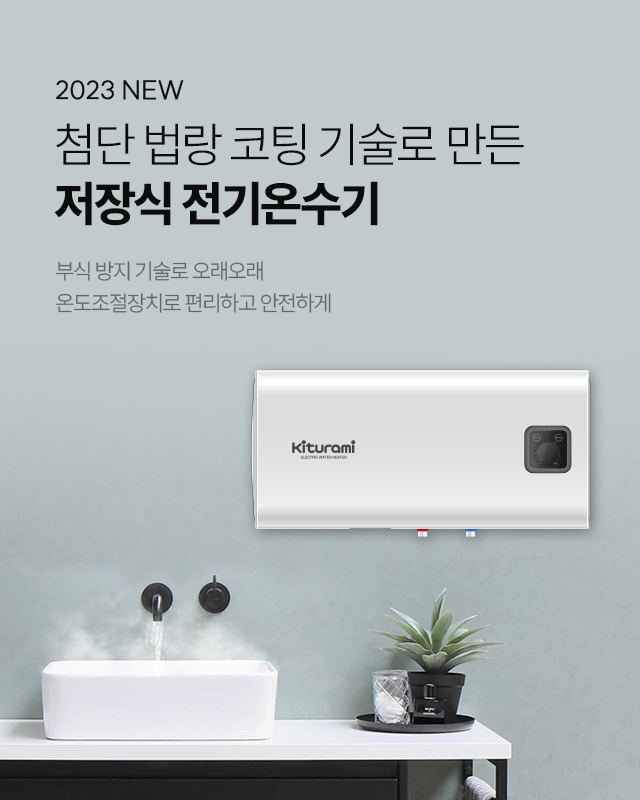 2023 NEW
첨단 법랑 코팅 기술로 만든
저장식 전기온수기
부식 방지 기술로 오래오래
온도조절장치로 편리하고 안전하게
Kiturami
ELECTRIC WATER HEATER